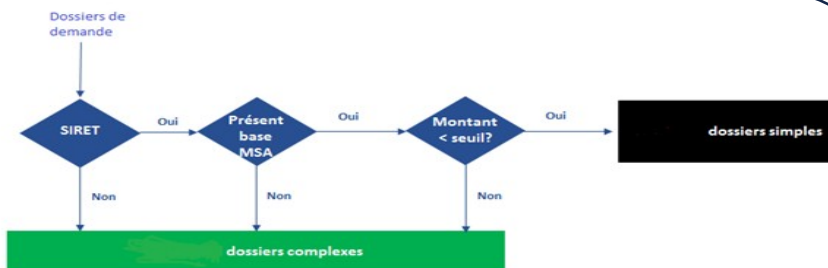 Dossiers de
demande
SIRET
Oui
Présent
base
MSA
Oui
Montant
< seuil?
Oui
dossiers simples
Non
Non
Non
dossiers complexes